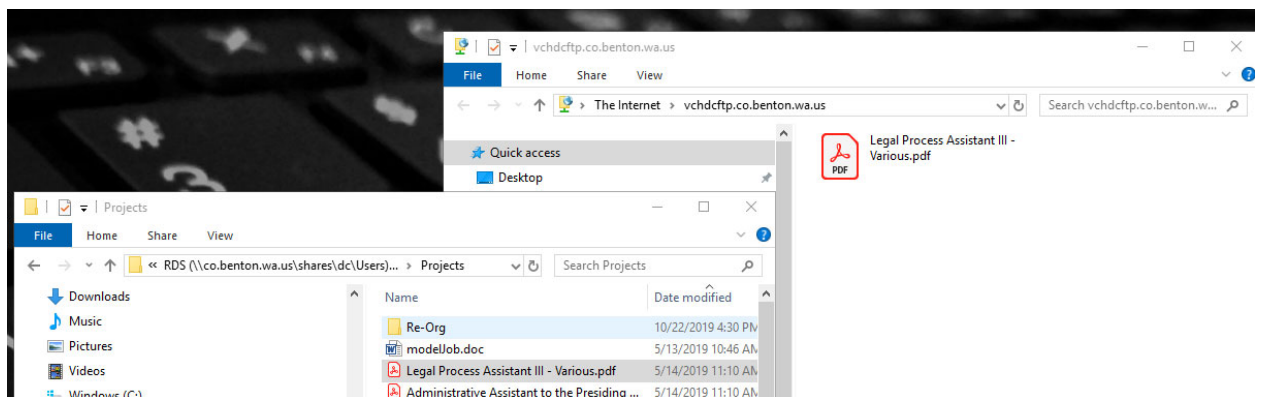 vchdcftp.co.benton.wa.us
File Home Share View
The Internet › vchdcftp.co.benton.wa.us
Search vchdcftp.co.benton.w...
Quick access
Desktop
Legal Process Assistant III -
Various.pdf
PDF
Projects
File Home Share View
« RDS (\\co.benton.wa.us\shares\dc\Users)... › Projects
Search Projects
Downloads
Music
Pictures
Videos
Windows (C:)
Name Date modified
Re-Org 10/22/2019 4:30 PM
modelJob.doc 5/13/2019 10:46 AM
Legal Process Assistant III - Various.pdf 5/14/2019 11:10 AM
Administrative Assistant to the Presiding ... 5/14/2019 11:10 AM
#
3